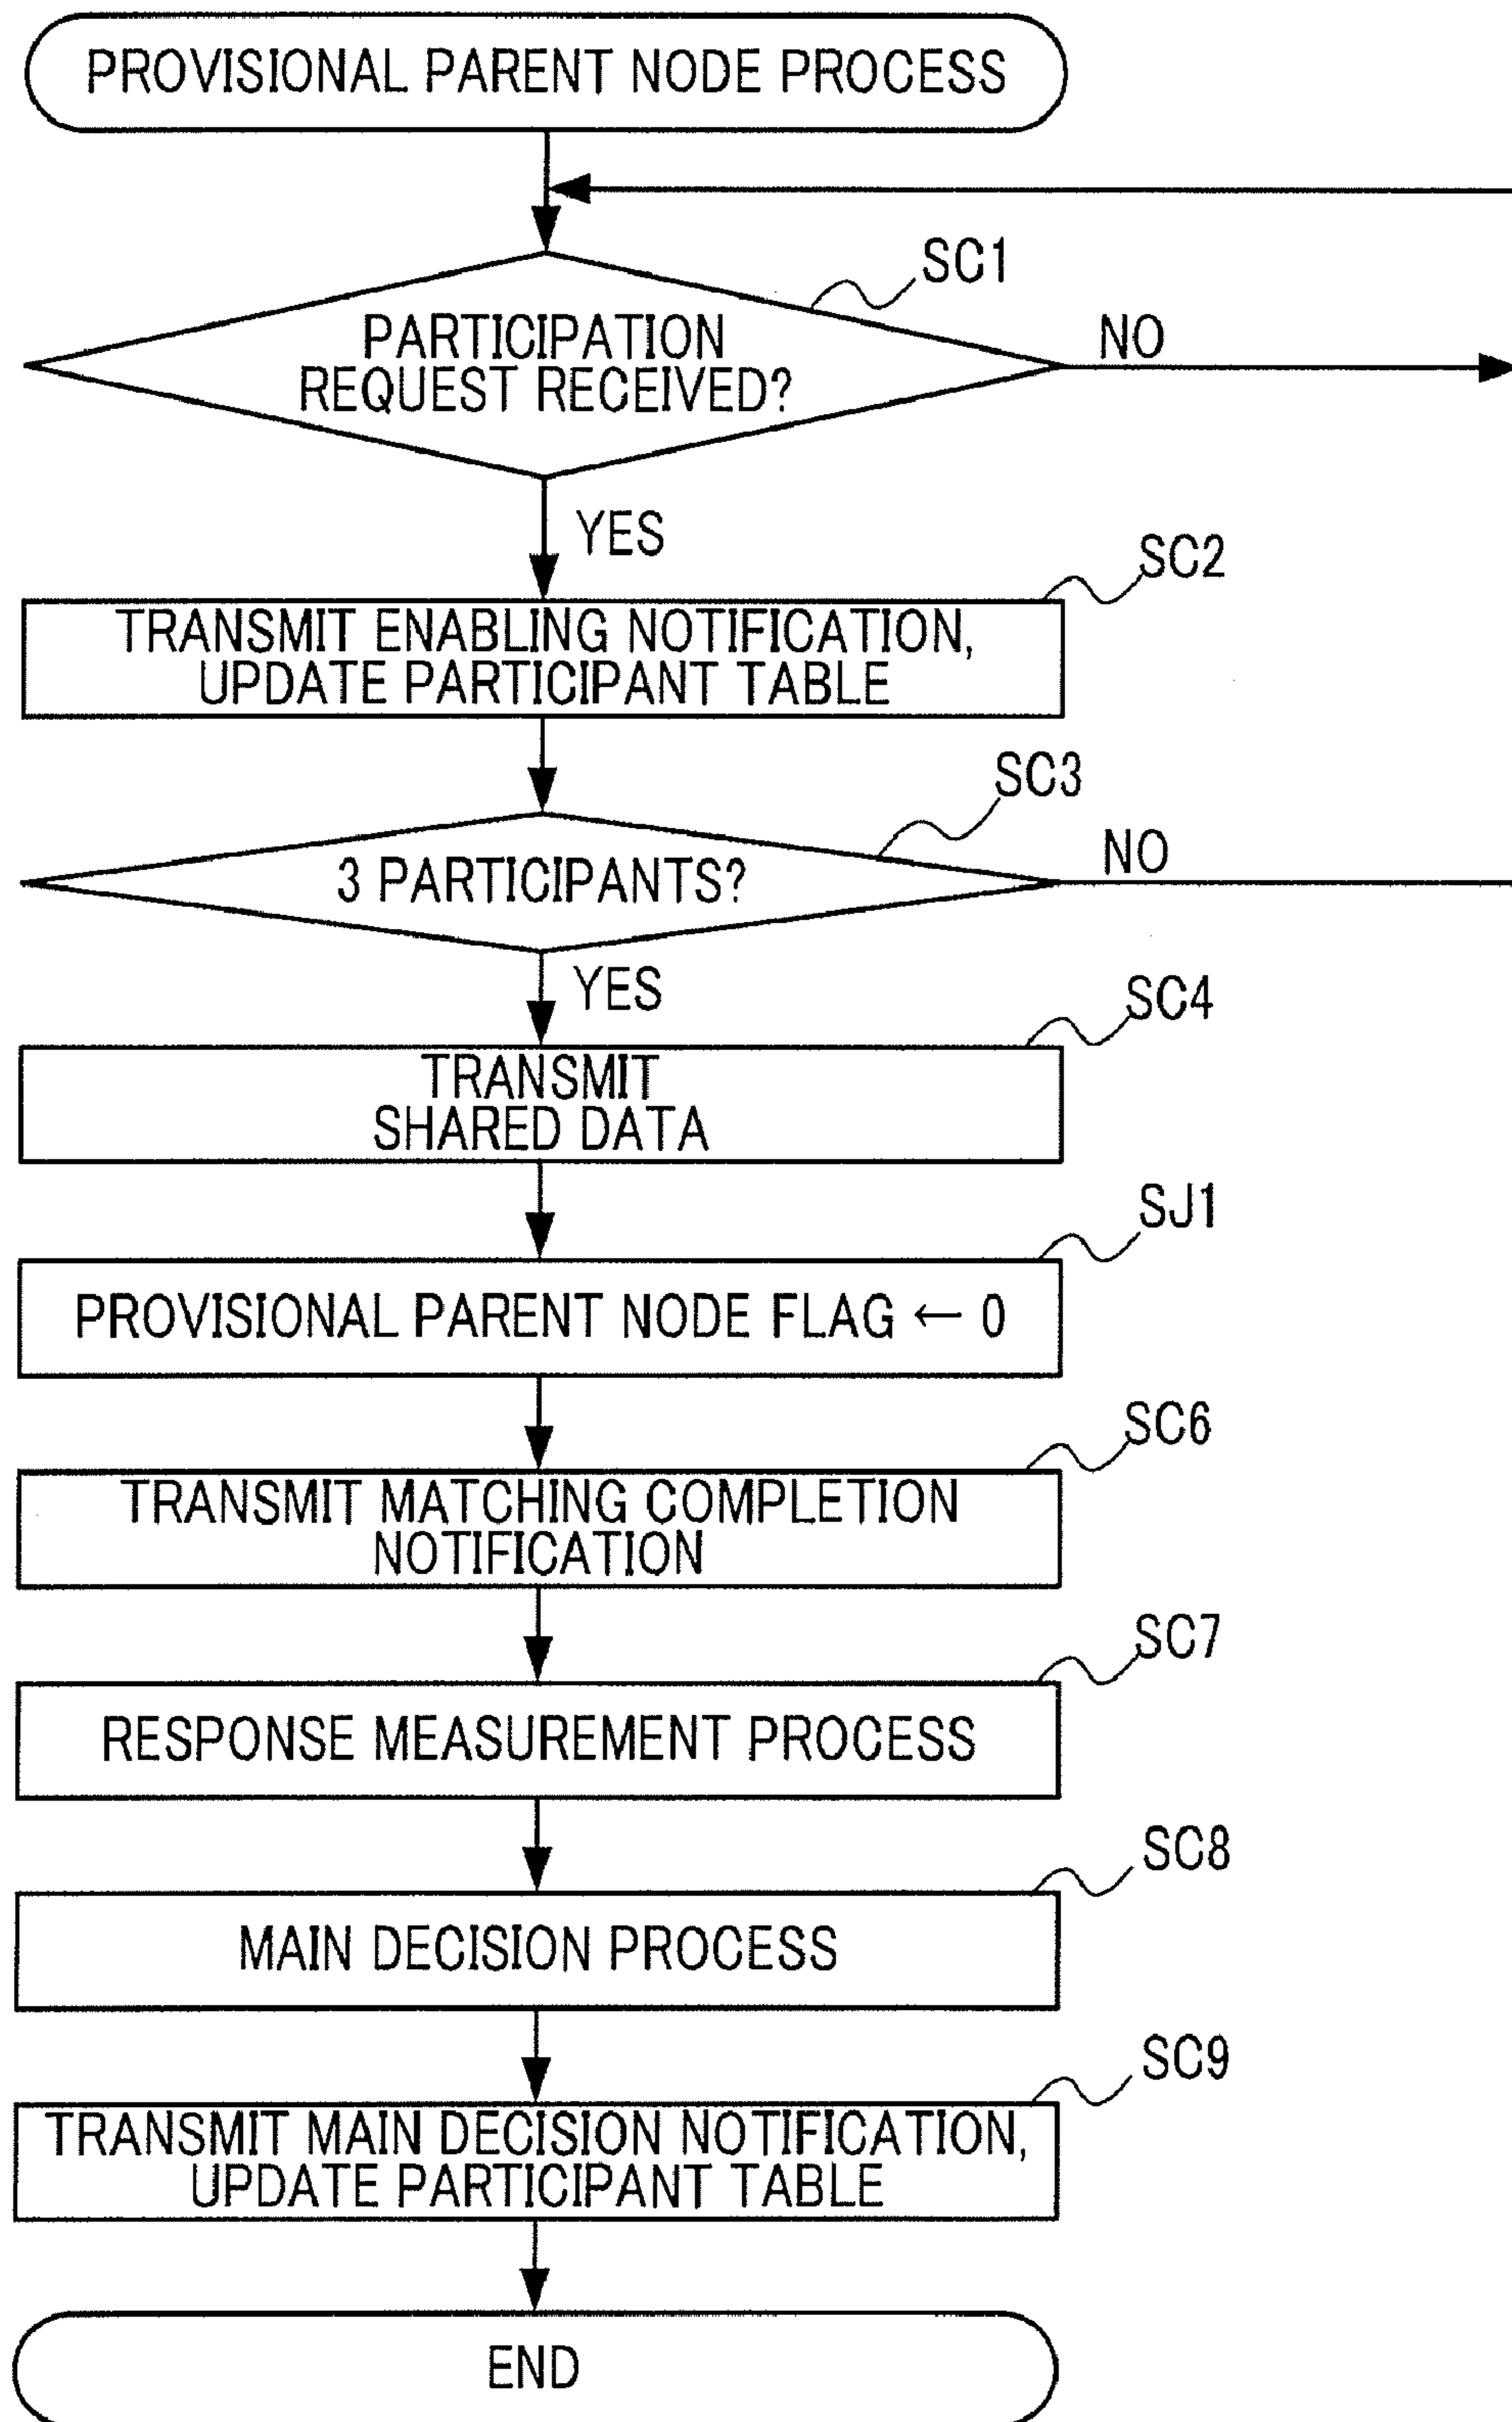 PROVISIONAL PARENT NODE PROCESS
SC1
PARTICIPATION
REQUEST RECEIVED?
NO
YES
SC2
TRANSMIT ENABLING NOTIFICATION,
UPDATE PARTICIPANT TABLE
SC3
3 PARTICIPANTS?
NO
YES
SC4
TRANSMIT
SHARED DATA
SJ1
PROVISIONAL PARENT NODE FLAG ← 0
SC6
TRANSMIT MATCHING COMPLETION
NOTIFICATION
SC7
RESPONSE MEASUREMENT PROCESS
SC8
MAIN DECISION PROCESS
SC9
TRANSMIT MAIN DECISION NOTIFICATION,
UPDATE PARTICIPANT TABLE
END